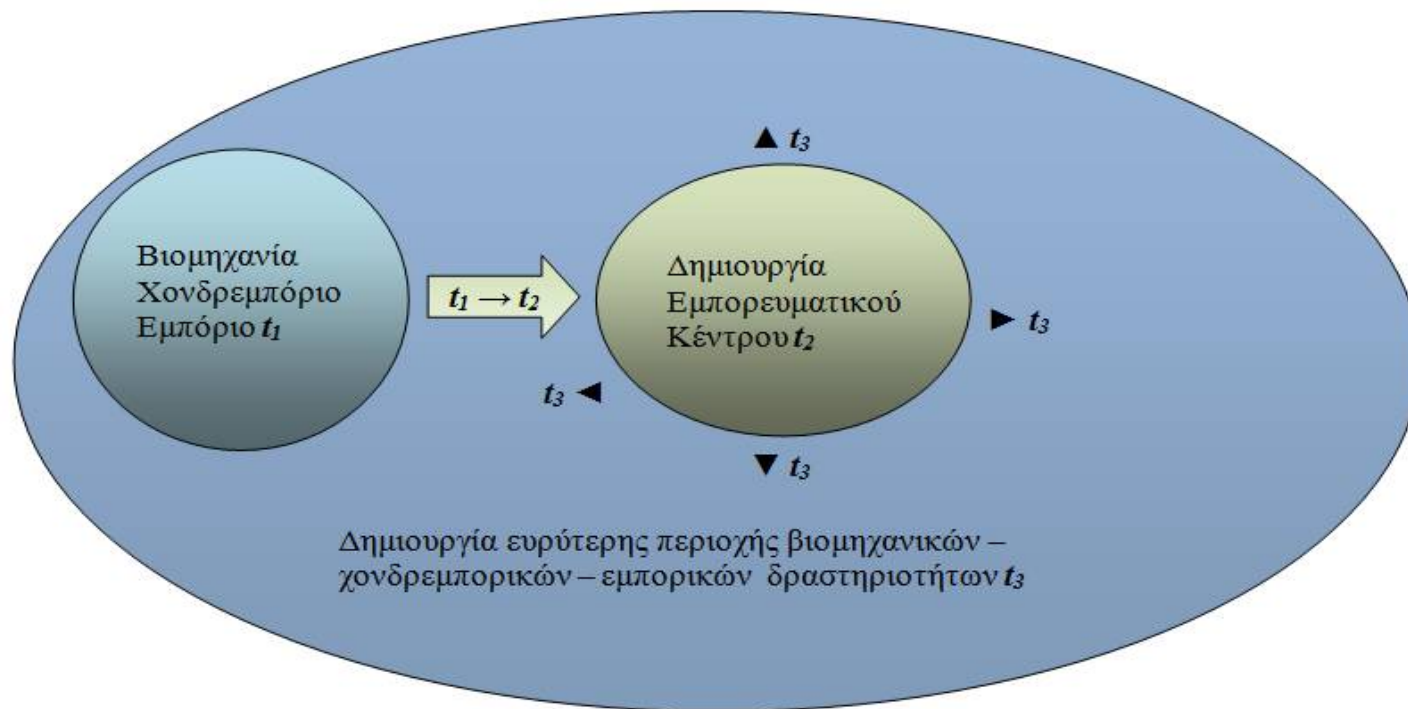 ▲ t₃
Βιομηχανία
Χονδρεμπόριο
Εμπόριο t₁
t₁ → t₂
Δημιουργία
Εμπορευματικού
Κέντρου t₂
► t₃
t₃ ◄
▼ t₃
Δημιουργία ευρύτερης περιοχής βιομηχανικών –
χονδρεμπορικών – εμπορικών δραστηριοτήτων t₃